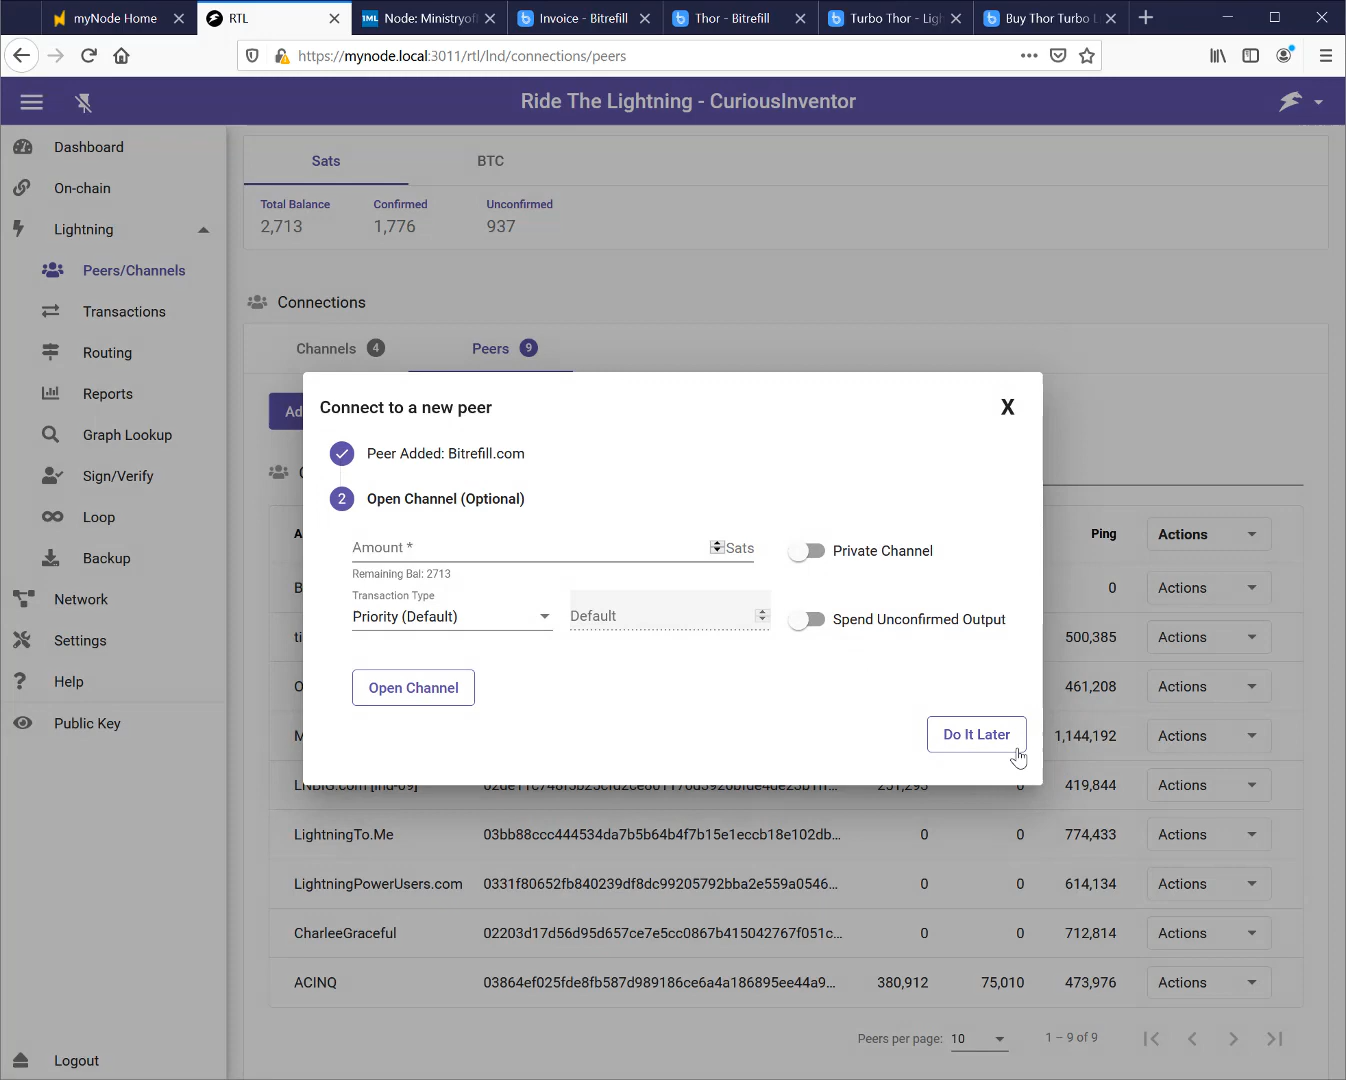 myNode Home
RTL
1ML Node: Ministryof
Invoice - Bitrefill
Thor - Bitrefill
Turbo Thor - Ligh
Buy Thor Turbo L
https://mynode.local:3011/rtl/lnd/connections/peers
Ride The Lightning - CuriousInventor
Dashboard
On-chain
Lightning
Peers/Channels
Transactions
Routing
Reports
Graph Lookup
Sign/Verify
Loop
Backup
Network
Settings
Help
Public Key
Logout
Sats BTC
Total Balance Confirmed Unconfirmed
2,713 1,776 937
Connections
Channels 4 Peers 9
Ad
Connect to a new peer X
Peer Added: Bitrefill.com
2 Open Channel (Optional)
Amount * Sats
Private Channel
Remaining Bal: 2713
Transaction Type
Priority (Default) Default
Spend Unconfirmed Output
Open Channel
Do It Later
A Ping Actions
B 0 Actions
ti 500,385 Actions
O 461,208 Actions
M 1,144,192 Actions
419,844 Actions
LightningTo.Me 03bb88ccc444534da7b5b64b4f7b15e1eccb18e102db... 0 0 774,433 Actions
LightningPowerUsers.com 0331f80652fb840239df8dc99205792bba2e559a0546... 0 0 614,134 Actions
CharleeGraceful 02203d17d56d95d657ce7e5cc0867b415042767f051c... 0 0 712,814 Actions
ACINQ 03864ef025fde8fb587d989186ce6a4a186895ee44a9... 380,912 75,010 473,976 Actions
Peers per page: 10 1 – 9 of 9